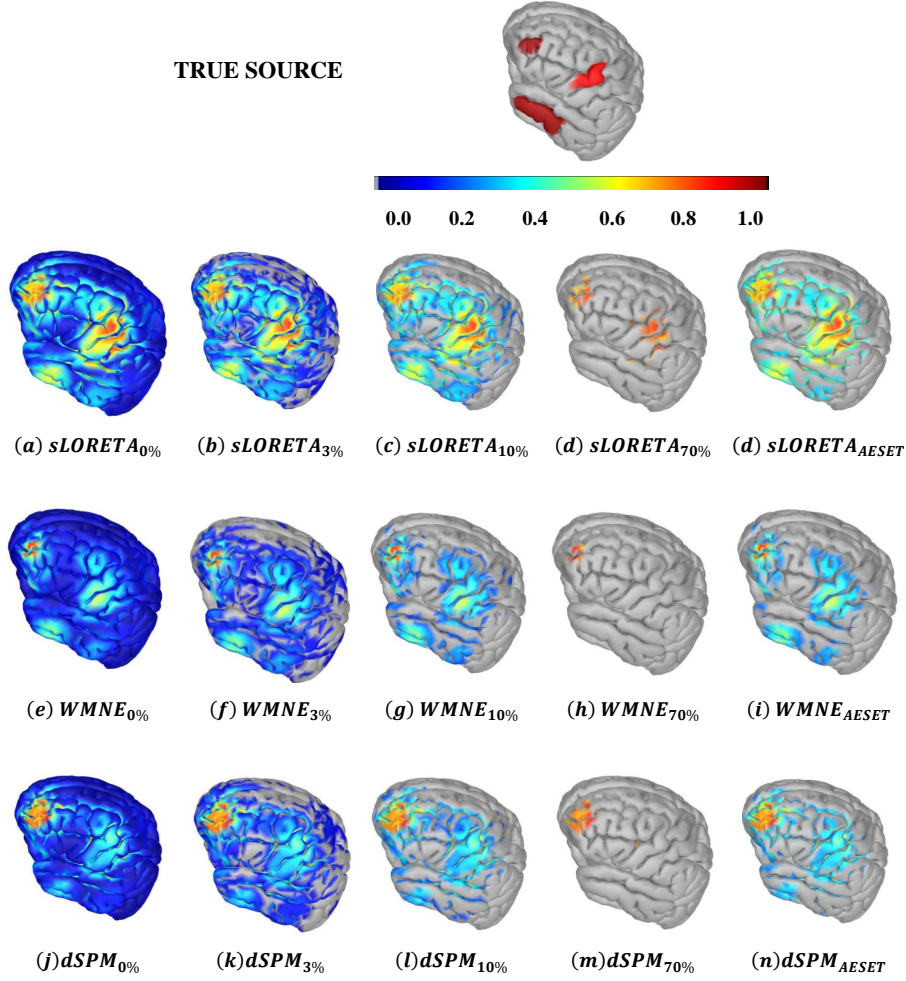 TRUE SOURCE
0.0 0.2 0.4 0.6 0.8 1.0
(a) sLORETA0% (b) sLORETA3% (c) sLORETA10% (d) sLORETA70% (d) sLORETAAESET
(e) WMNE0% (f) WMNE3% (g) WMNE10% (h) WMNE70% (i) WMNEAESET
(j)dSPM0% (k)dSPM3% (l)dSPM10% (m)dSPM70% (n)dSPMAESET